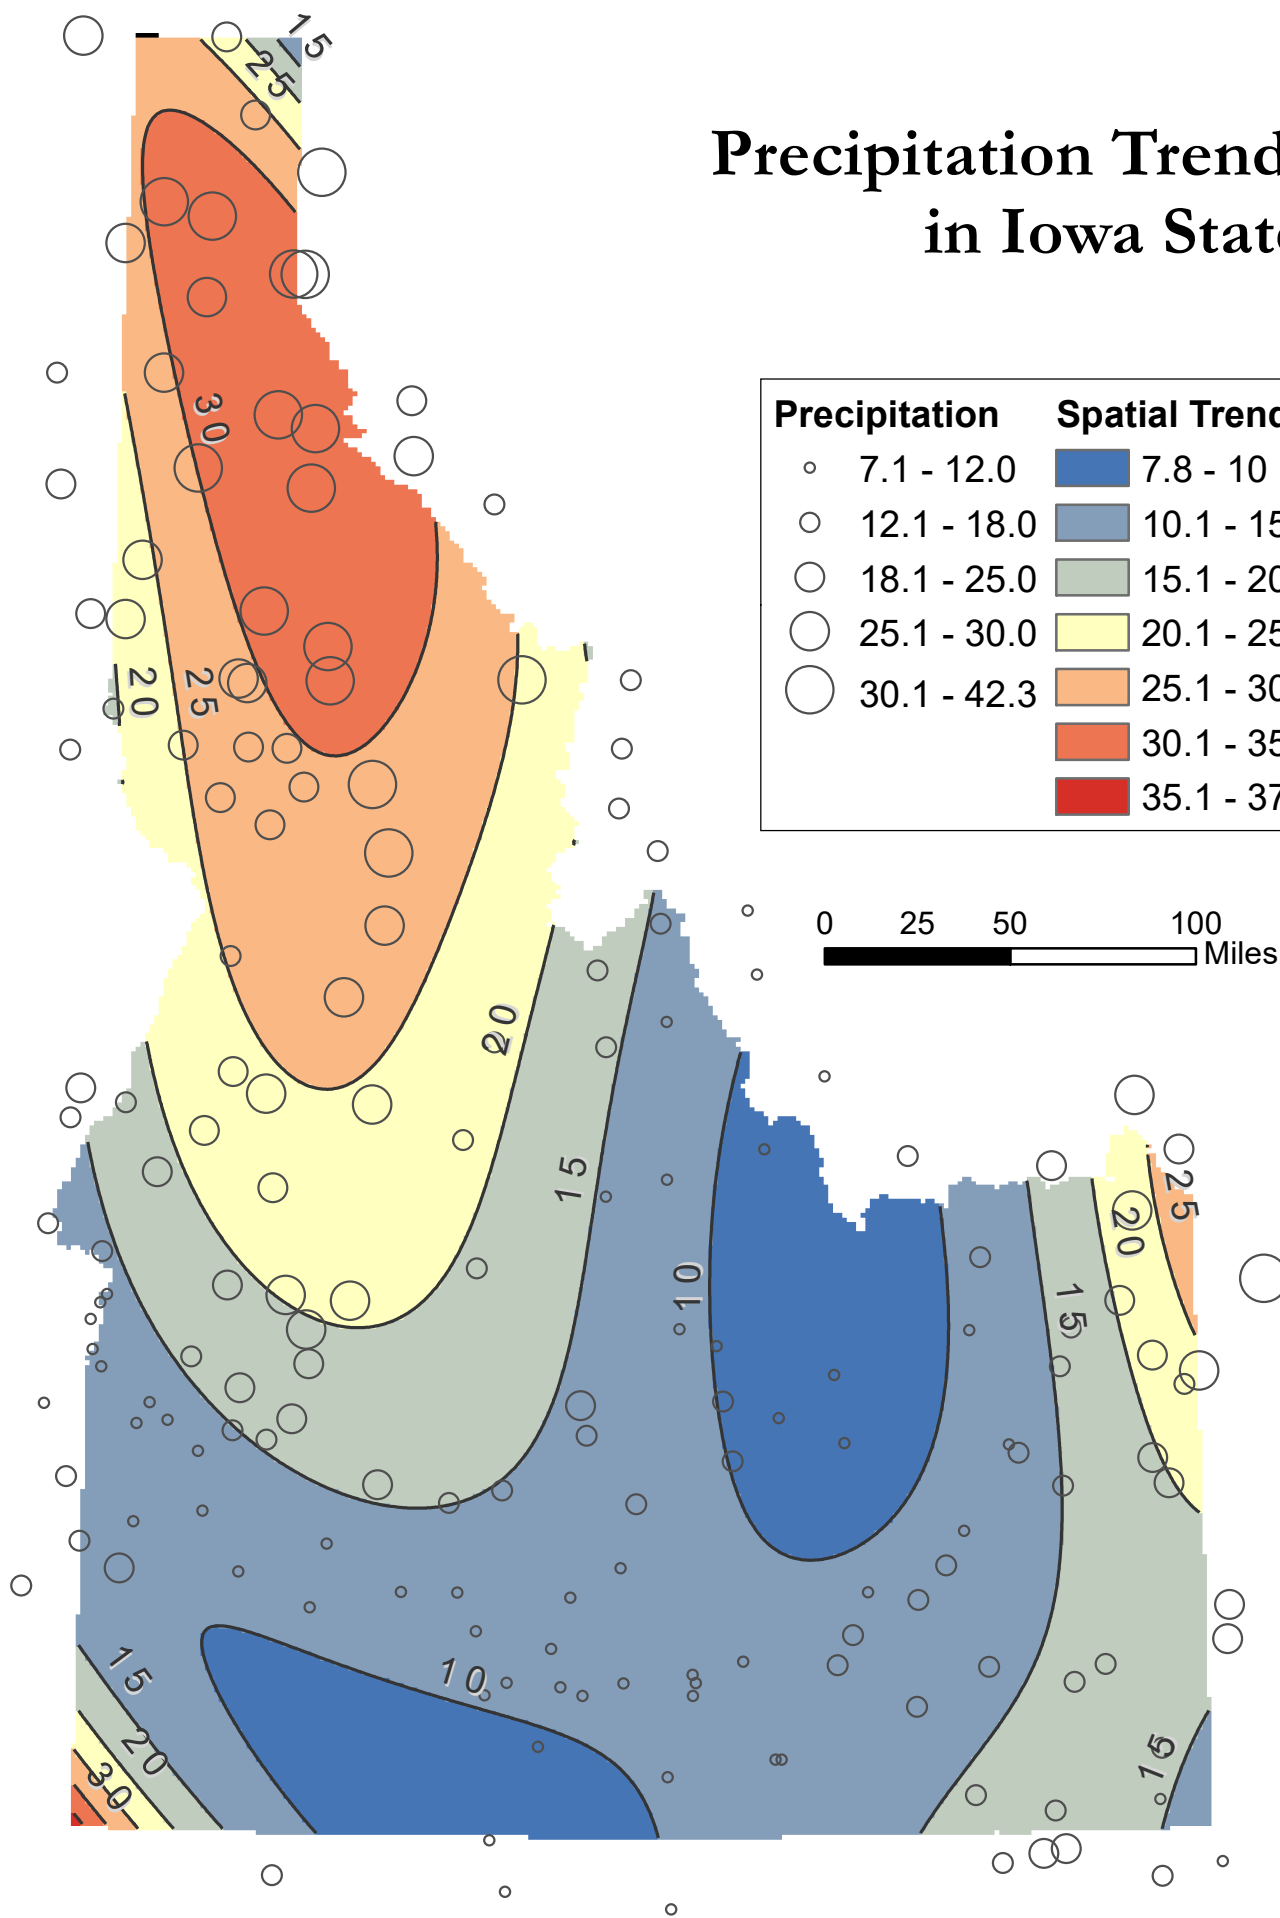 Precipitation Trend
in Iowa State
Precipitation
7.1 - 12.0
12.1 - 18.0
18.1 - 25.0
25.1 - 30.0
30.1 - 42.3
Spatial Trend
7.8 - 10
10.1 - 15
15.1 - 20
20.1 - 25
25.1 - 30
30.1 - 35
35.1 - 37
0 25 50 100
Miles
15
25
30
20
25
20
15
10
15
20
25
10
15
20
30
15